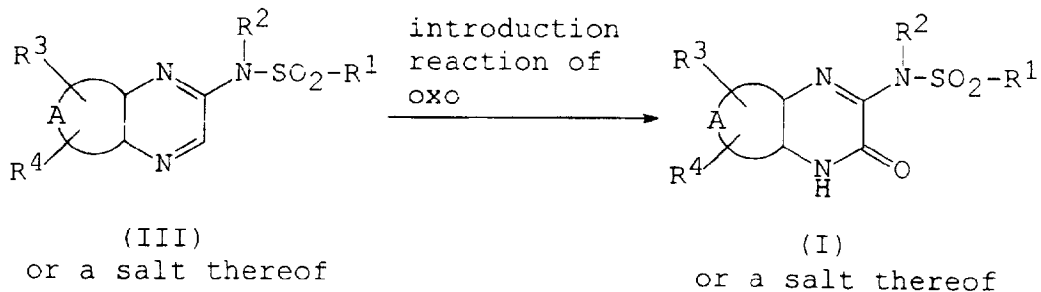 introduction
reaction of
oxo
R³
A
R⁴
N
N
R²
N-SO₂-R¹
R³
A
R⁴
N
N
H
O
R²
N-SO₂-R¹
(III)
or a salt thereof
(I)
or a salt thereof